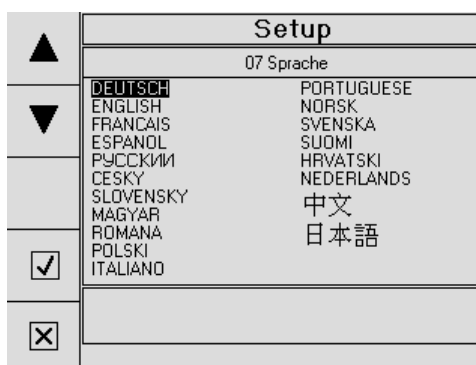 Setup
07 Sprache
DEUTSCH
ENGLISH
FRANCAIS
ESPANOL
РУССКИИ
CESKY
SLOVENSKY
MAGYAR
ROMANA
POLSKI
ITALIANO
PORTUGUESE
NORSK
SVENSKA
SUOMI
HRVATSKI
NEDERLANDS
中文
日本語